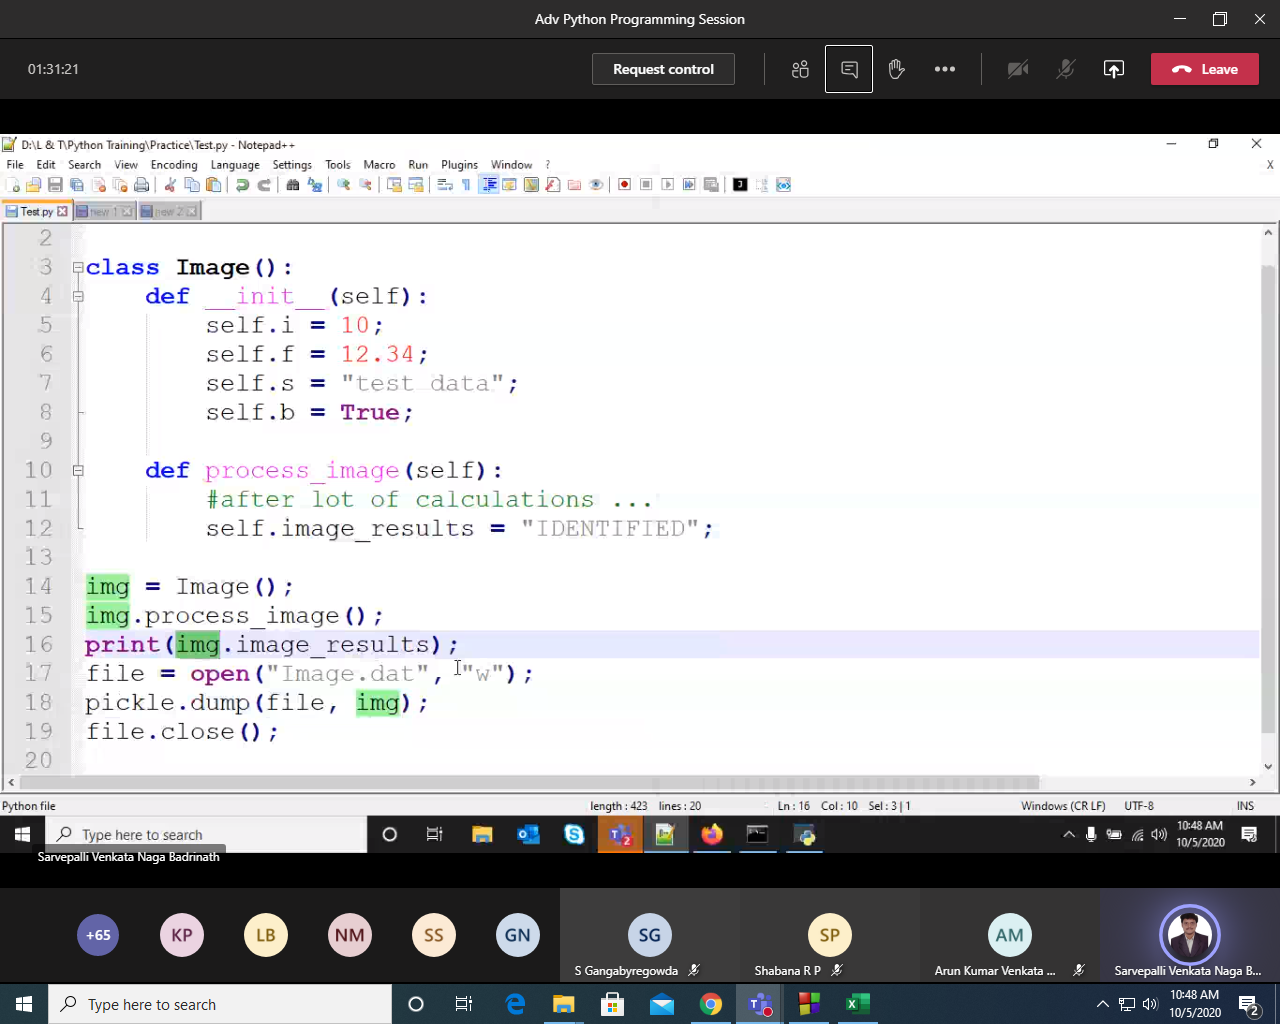 Adv Python Programming Session
01:31:21
Request control
Leave
D:\L & T\Python Training\Practice\Test.py - Notepad++
File Edit Search View Encoding Language Settings Tools Macro Run Plugins Window ?
X
Test.py new 1 new 2
2
3 class Image():
4 def __init__(self):
5 self.i = 10;
6 self.f = 12.34;
7 self.s = "test data";
8 self.b = True;
9
10 def process_image(self):
11 #after lot of calculations ...
12 self.image_results = "IDENTIFIED";
13
14 img = Image();
15 img.process_image();
16 print(img.image_results);
17 file = open("Image.dat", "w");
18 pickle.dump(file, img);
19 file.close();
20
Python file length : 423 lines : 20 Ln : 16 Col : 10 Sel : 3 | 1 Windows (CR LF) UTF-8 INS
Type here to search
2
10:48 AM
10/5/2020
Sarvepalli Venkata Naga Badrinath
+65 KP LB NM SS GN SG SP AM
S Gangabyregowda Shabana R P Arun Kumar Venkata ... Sarvepalli Venkata Naga B...
Type here to search
10:48 AM
10/5/2020
2